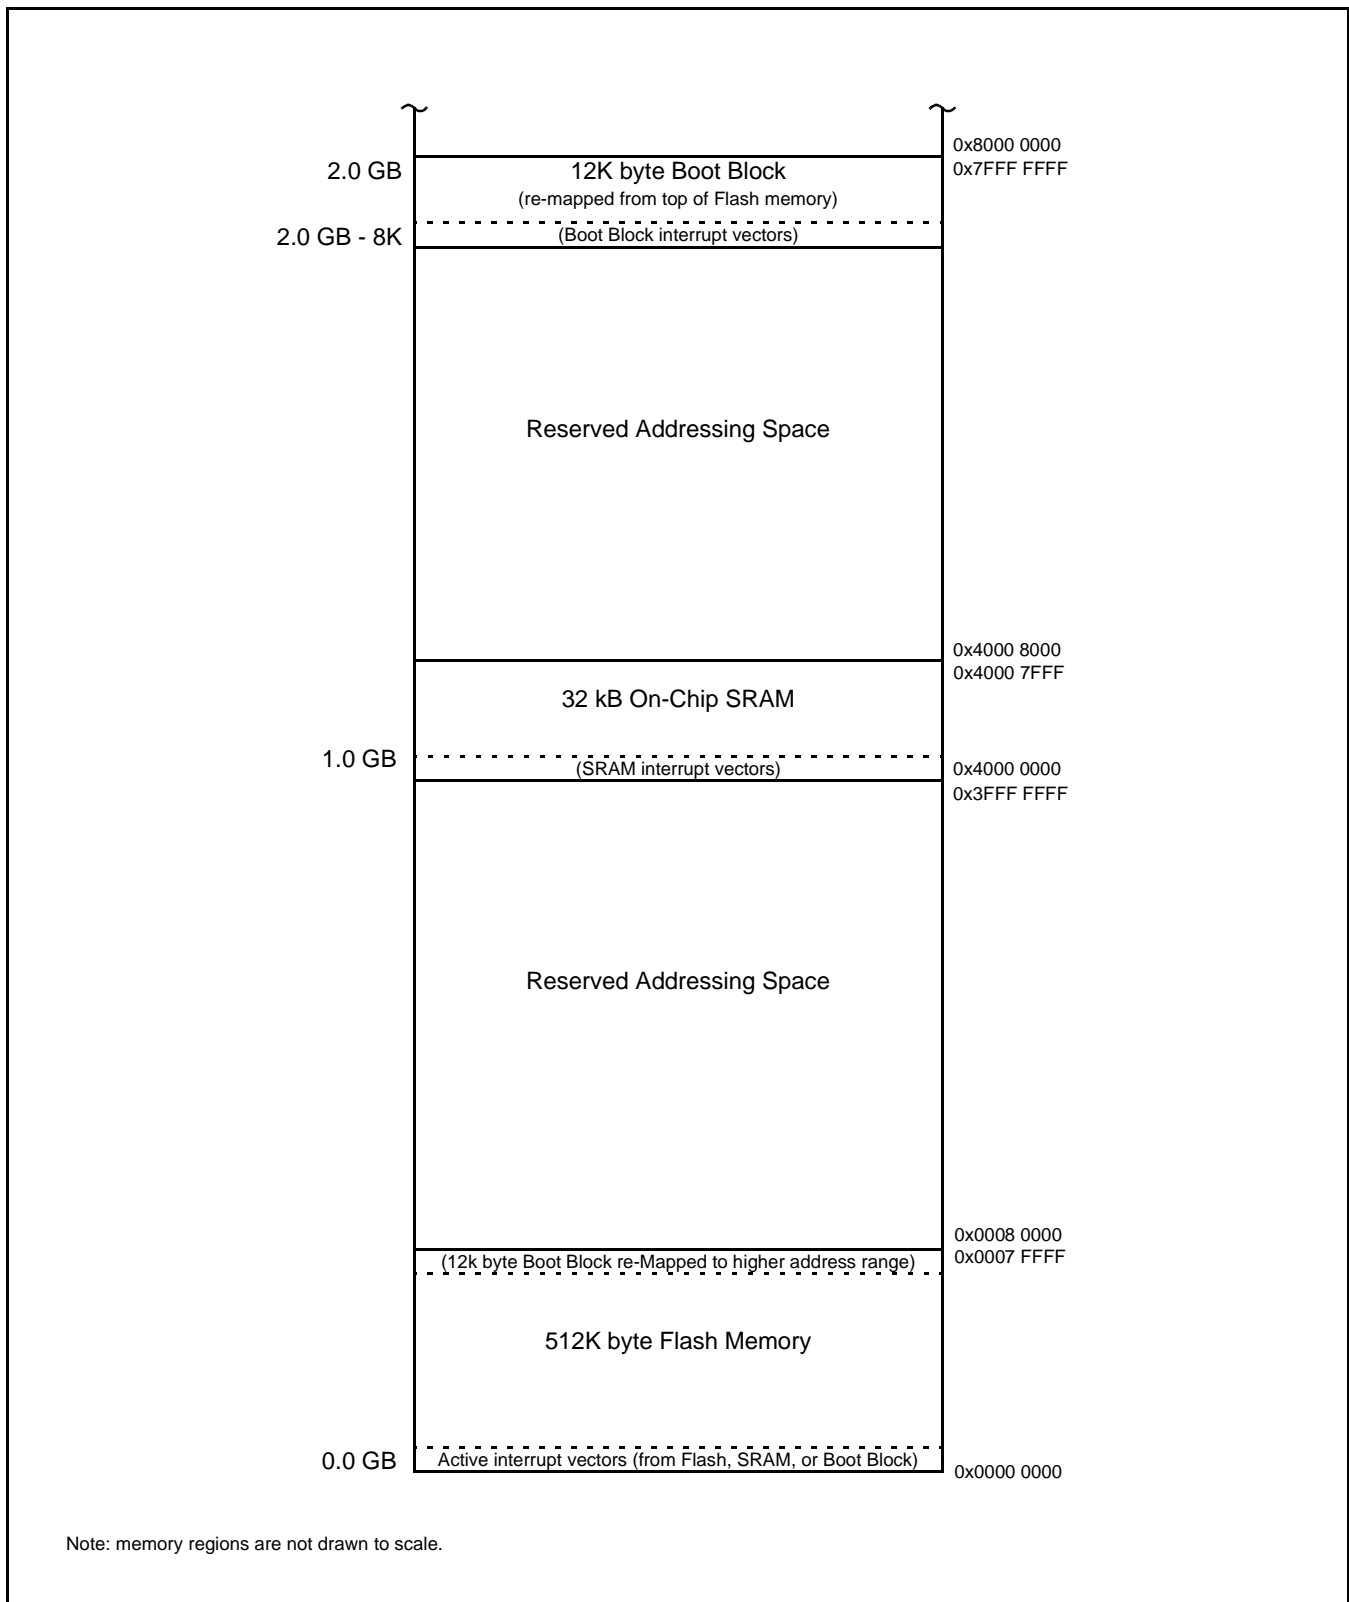 0x8000 0000
2.0 GB
12K byte Boot Block
0x7FFF FFFF
(re-mapped from top of Flash memory)
2.0 GB - 8K
(Boot Block interrupt vectors)
Reserved Addressing Space
0x4000 8000
0x4000 7FFF
32 kB On-Chip SRAM
1.0 GB
(SRAM interrupt vectors)
0x4000 0000
0x3FFF FFFF
Reserved Addressing Space
0x0008 0000
(12k byte Boot Block re-Mapped to higher address range)
0x0007 FFFF
512K byte Flash Memory
0.0 GB
Active interrupt vectors (from Flash, SRAM, or Boot Block)
0x0000 0000
Note: memory regions are not drawn to scale.